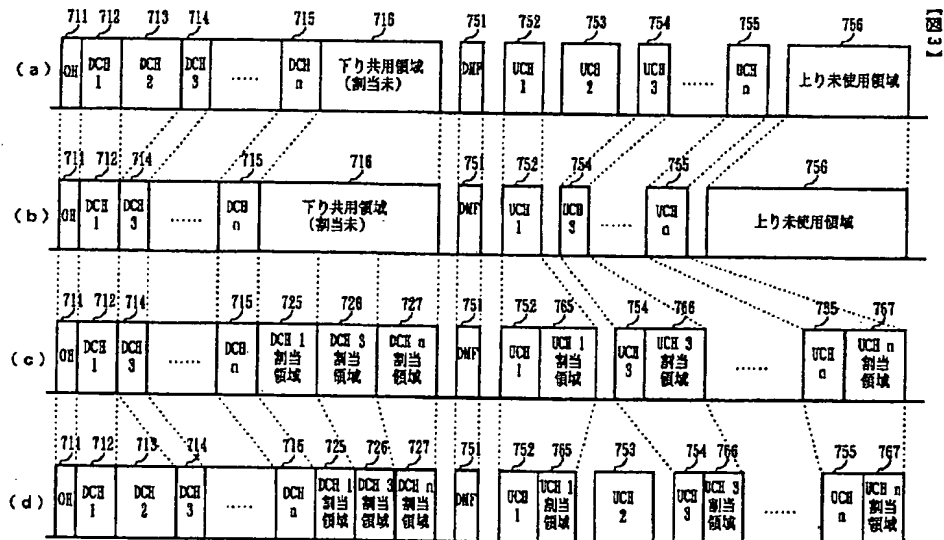 【図3】
711 712 713 714 715 716 751 752 753 754 755 756
(a) OH DCH 1 DCH 2 DCH 3 ...... DCH n 下り共用領域 (割当未) DMF UCH 1 UCH 2 UCH 3 ...... UCH n 上り未使用領域
711 712 714 715 716 751 752 754 755 756
(b) OH DCH 1 DCH 3 ...... DCH n 下り共用領域 (割当未) DMF UCH 1 UCH 3 ...... UCH n 上り未使用領域
711 712 714 715 725 726 727 751 752 765 754 766 755 767
(c) OH DCH 1 DCH 3 ...... DCH n DCH 1 割当領域 DCH 3 割当領域 DCH n 割当領域 DMF UCH 1 UCH 1 割当領域 UCH 3 UCH 3 割当領域 ...... UCH n UCH n 割当領域
711 712 713 714 715 725 726 727 751 752 765 753 754 766 755 767
(d) OH DCH 1 DCH 2 DCH 3 ...... DCH n DCH 1 割当領域 DCH 3 割当領域 DCH n 割当領域 DMF UCH 1 UCH 1 割当領域 UCH 2 UCH 3 UCH 3 割当領域 ...... UCH n UCH n 割当領域